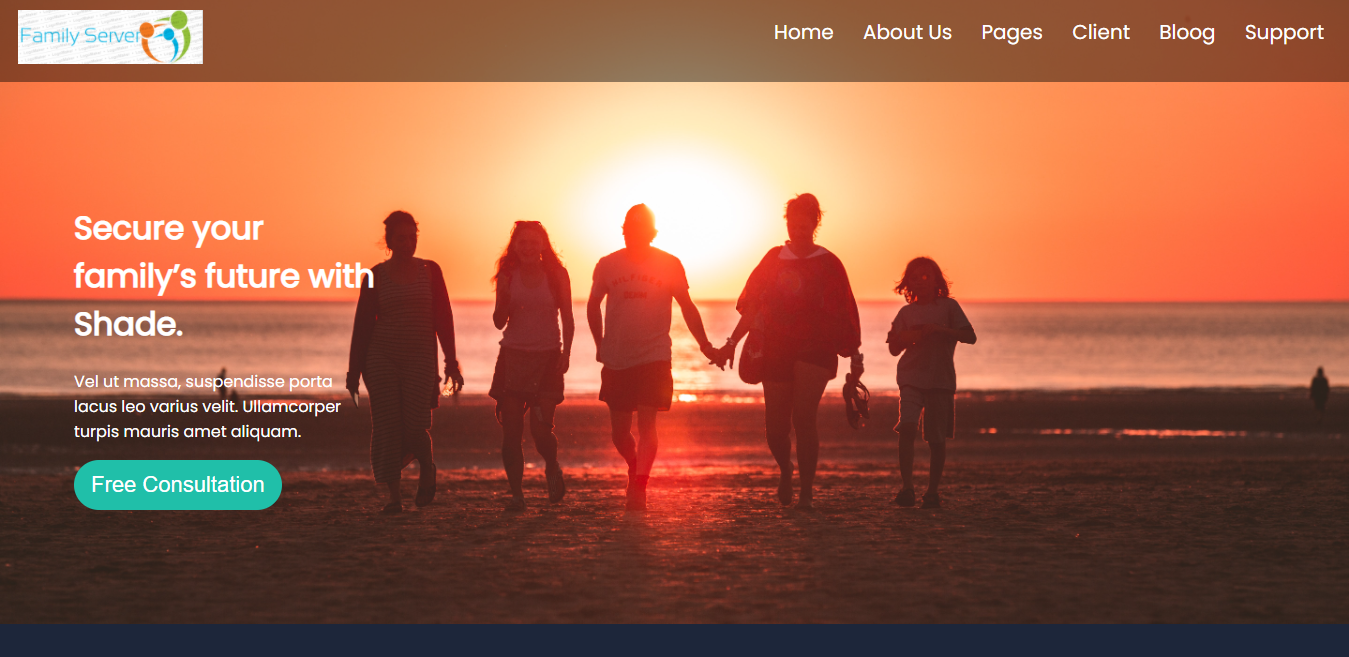 Family Server
Home About Us Pages Client Bloog Support
Secure your
family’s future with
Shade.
Vel ut massa, suspendisse porta
lacus leo varius velit. Ullamcorper
turpis mauris amet aliquam.
Free Consultation